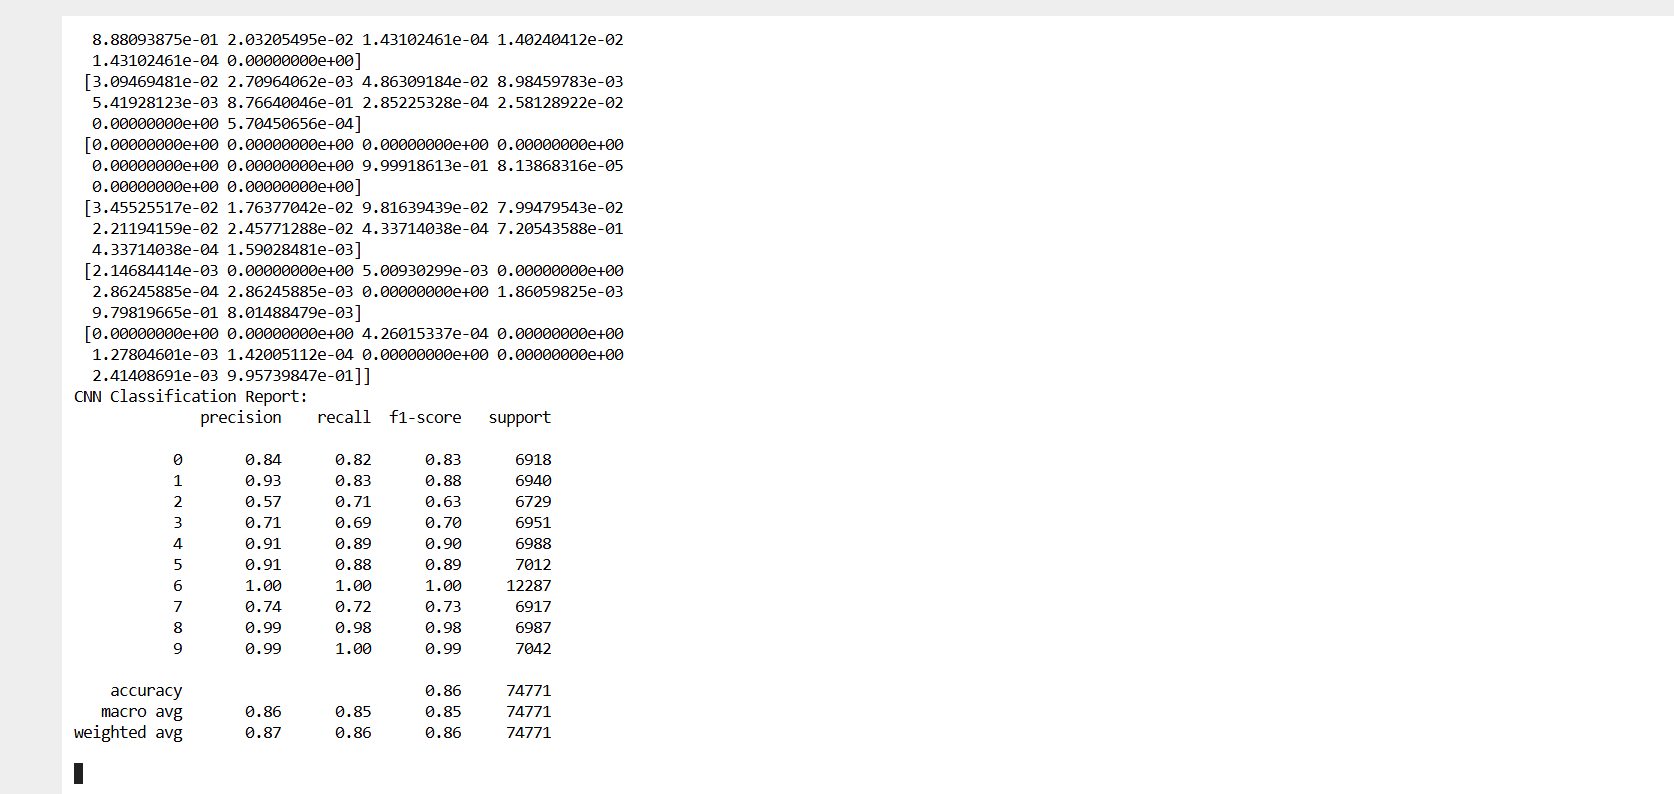 8.88093875e-01 2.03205495e-02 1.43102461e-04 1.40240412e-02
1.43102461e-04 0.00000000e+00]
[3.09469481e-02 2.70964062e-03 4.86309184e-02 8.98459783e-03
5.41928123e-03 8.76640046e-01 2.85225328e-04 2.58128922e-02
0.00000000e+00 5.70450656e-04]
[0.00000000e+00 0.00000000e+00 0.00000000e+00 0.00000000e+00
0.00000000e+00 0.00000000e+00 9.99918613e-01 8.13868316e-05
0.00000000e+00 0.00000000e+00]
[3.45525517e-02 1.76377042e-02 9.81639439e-02 7.99479543e-02
2.21194159e-02 2.45771288e-02 4.33714038e-04 7.20543588e-01
4.33714038e-04 1.59028481e-03]
[2.14684414e-03 0.00000000e+00 5.00930299e-03 0.00000000e+00
2.86245885e-04 2.86245885e-03 0.00000000e+00 1.86059825e-03
9.79819665e-01 8.01488479e-03]
[0.00000000e+00 0.00000000e+00 4.26015337e-04 0.00000000e+00
1.27804601e-03 1.42005112e-04 0.00000000e+00 0.00000000e+00
2.41408691e-03 9.95739847e-01]]
CNN Classification Report:
precision recall f1-score support
0 0.84 0.82 0.83 6918
1 0.93 0.83 0.88 6940
2 0.57 0.71 0.63 6729
3 0.71 0.69 0.70 6951
4 0.91 0.89 0.90 6988
5 0.91 0.88 0.89 7012
6 1.00 1.00 1.00 12287
7 0.74 0.72 0.73 6917
8 0.99 0.98 0.98 6987
9 0.99 1.00 0.99 7042
accuracy 0.86 74771
macro avg 0.86 0.85 0.85 74771
weighted avg 0.87 0.86 0.86 74771